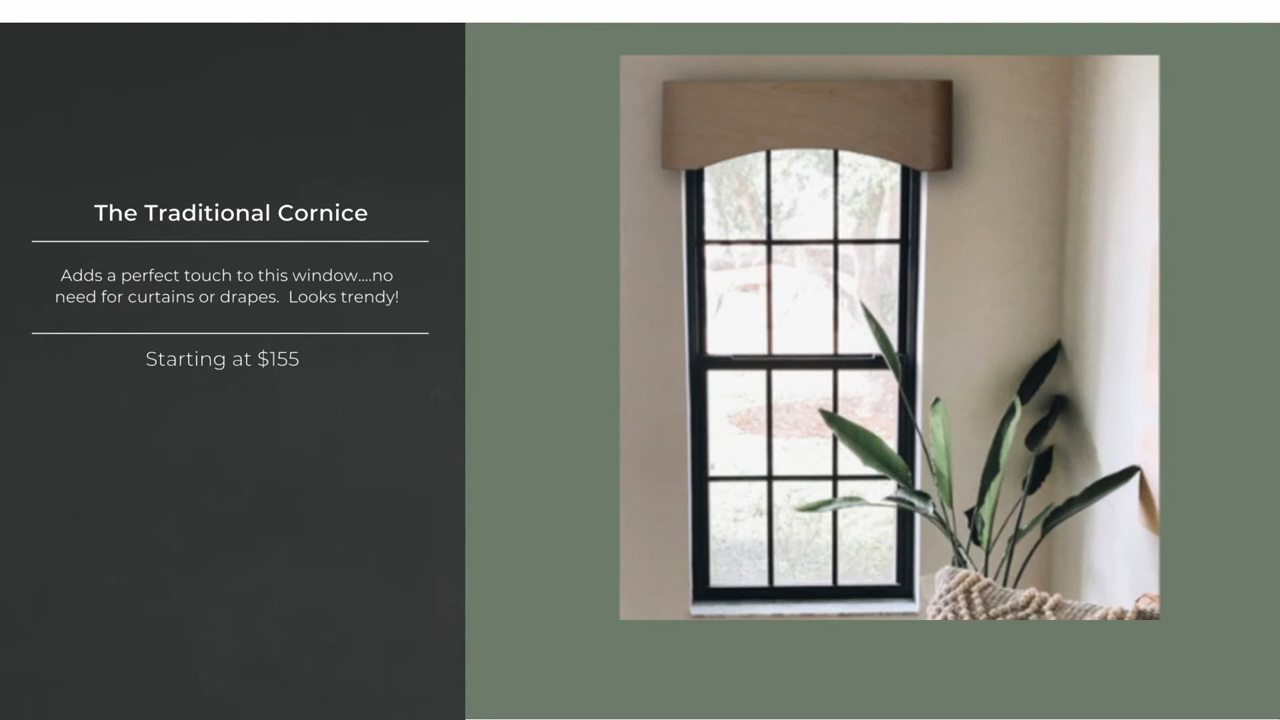 The Traditional Cornice
Adds a perfect touch to this window....no
need for curtains or drapes.  Looks trendy!
Starting at $155